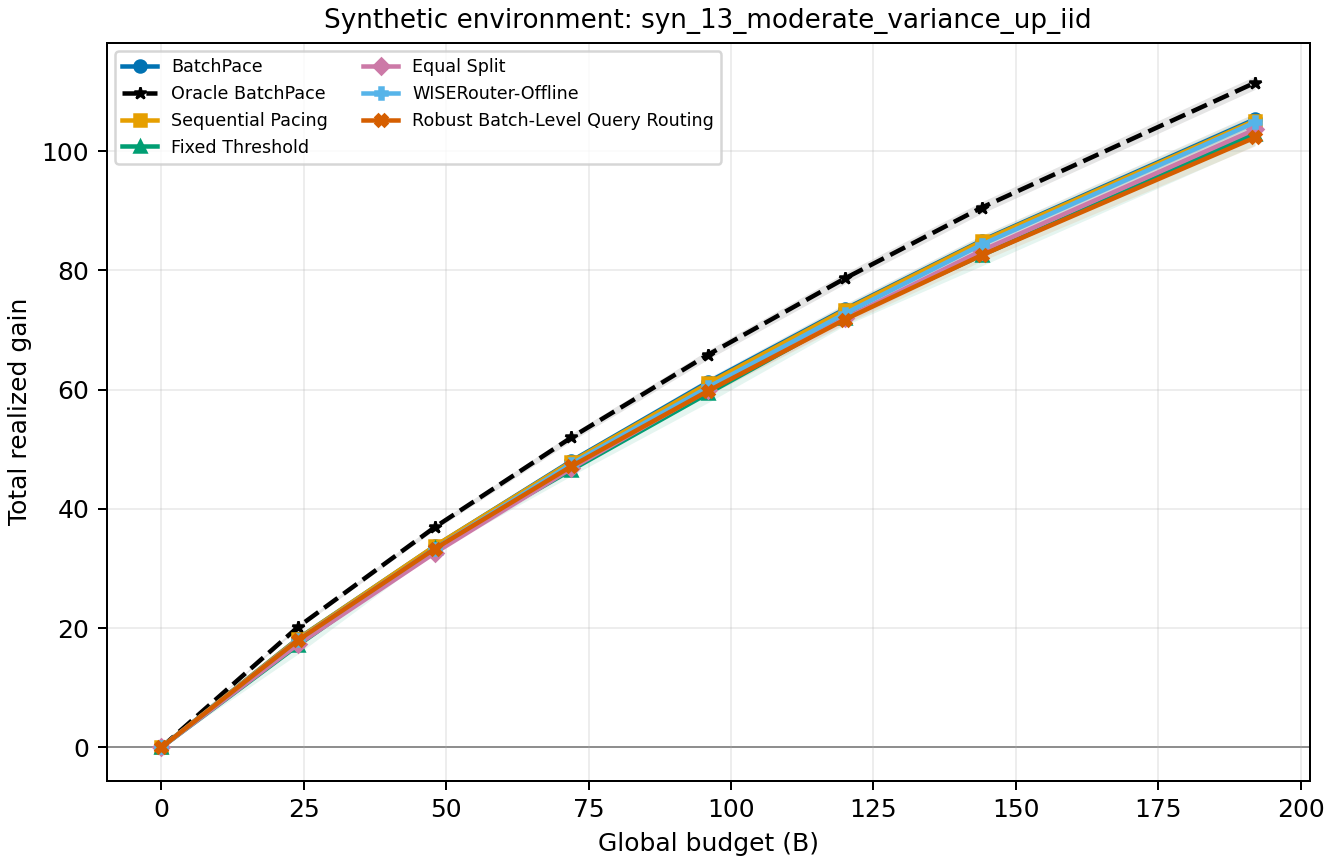 Synthetic environment: syn_13_moderate_variance_up_iid
BatchPace
Oracle BatchPace
Sequential Pacing
Fixed Threshold
Equal Split
WISERouter-Offline
Robust Batch-Level Query Routing
Total realized gain
100
80
60
40
20
0
0
25
50
75
100
125
150
175
200
Global budget (B)